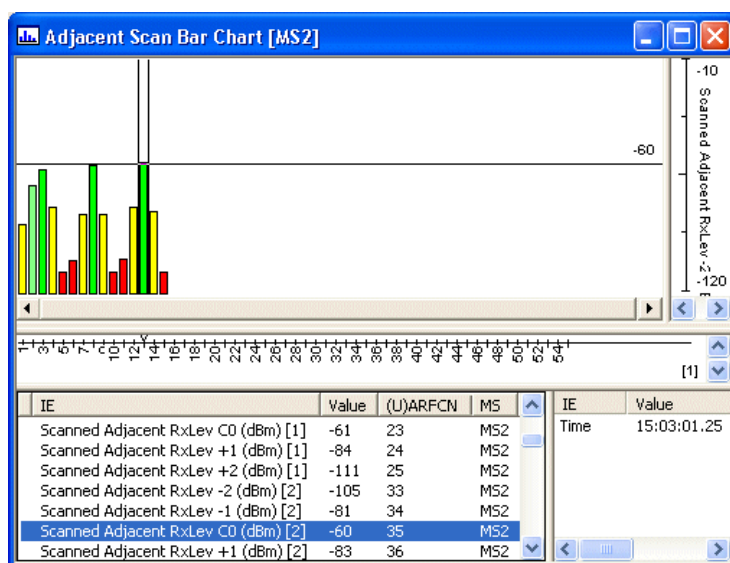 Adjacent Scan Bar Chart [MS2]
-10
-60
Scanned Adjacent RxLev -2
-120
1 3 5 7 10 12 14 16 18 20 22 24 26 28 30 32 34 36 38 40 42 44 46 48 50 52 54
[1]
IE Value (U)ARFCN MS
Scanned Adjacent RxLev C0 (dBm) [1] -61 23 MS2
Scanned Adjacent RxLev +1 (dBm) [1] -84 24 MS2
Scanned Adjacent RxLev +2 (dBm) [1] -111 25 MS2
Scanned Adjacent RxLev -2 (dBm) [2] -105 33 MS2
Scanned Adjacent RxLev -1 (dBm) [2] -81 34 MS2
Scanned Adjacent RxLev C0 (dBm) [2] -60 35 MS2
Scanned Adjacent RxLev +1 (dBm) [2] -83 36 MS2
IE Value
Time 15:03:01.25